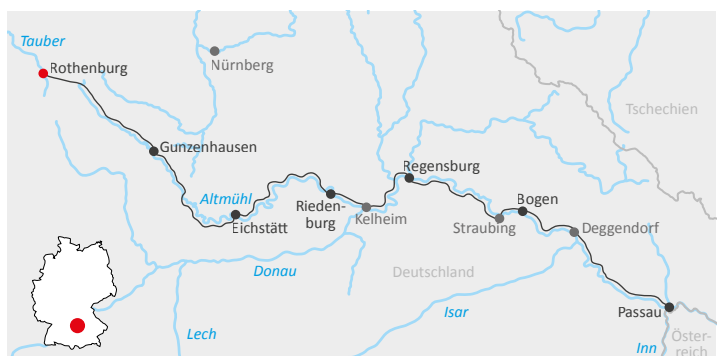 Tauber
Rothenburg
Nürnberg
Tschechien
Gunzenhausen
Regensburg
Altmühl
Rieden-
burg
Bogen
Kelheim
Eichstätt
Straubing
Deggendorf
Donau
Deutschland
Isar
Passau
Lech
Inn
Öster-
reich